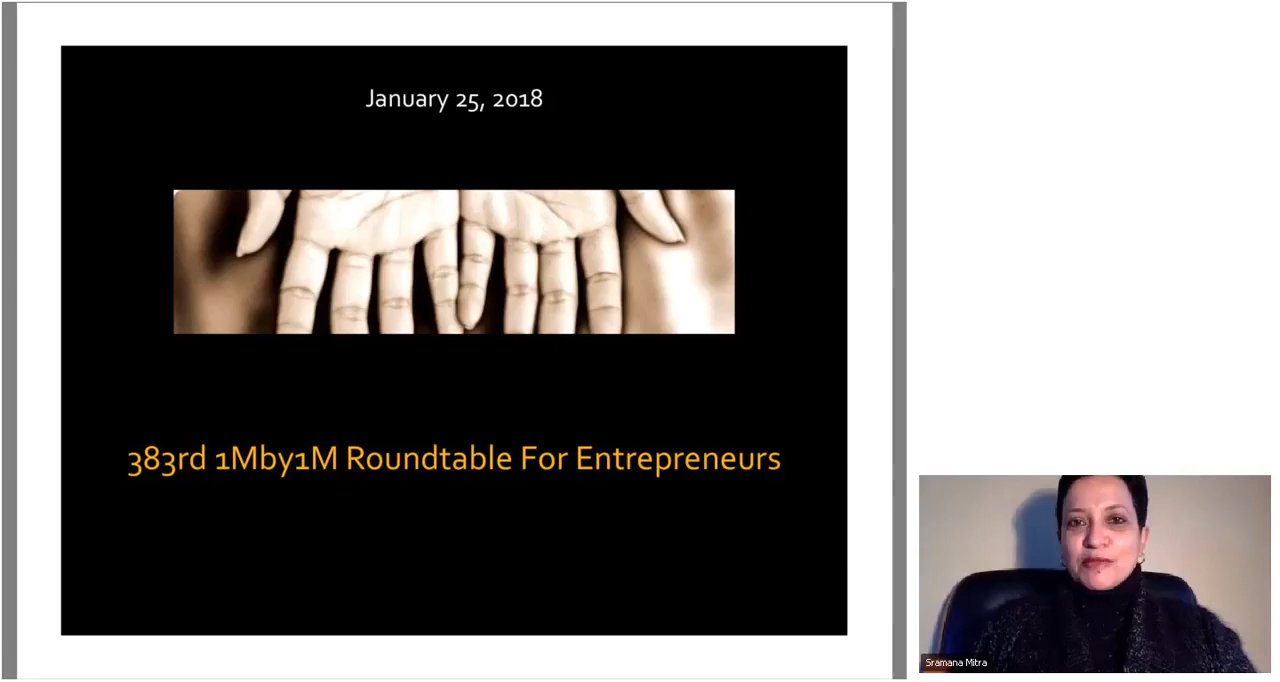 January 25, 2018
383rd 1Mby1M Roundtable For Entrepreneurs
Sramana Mitra